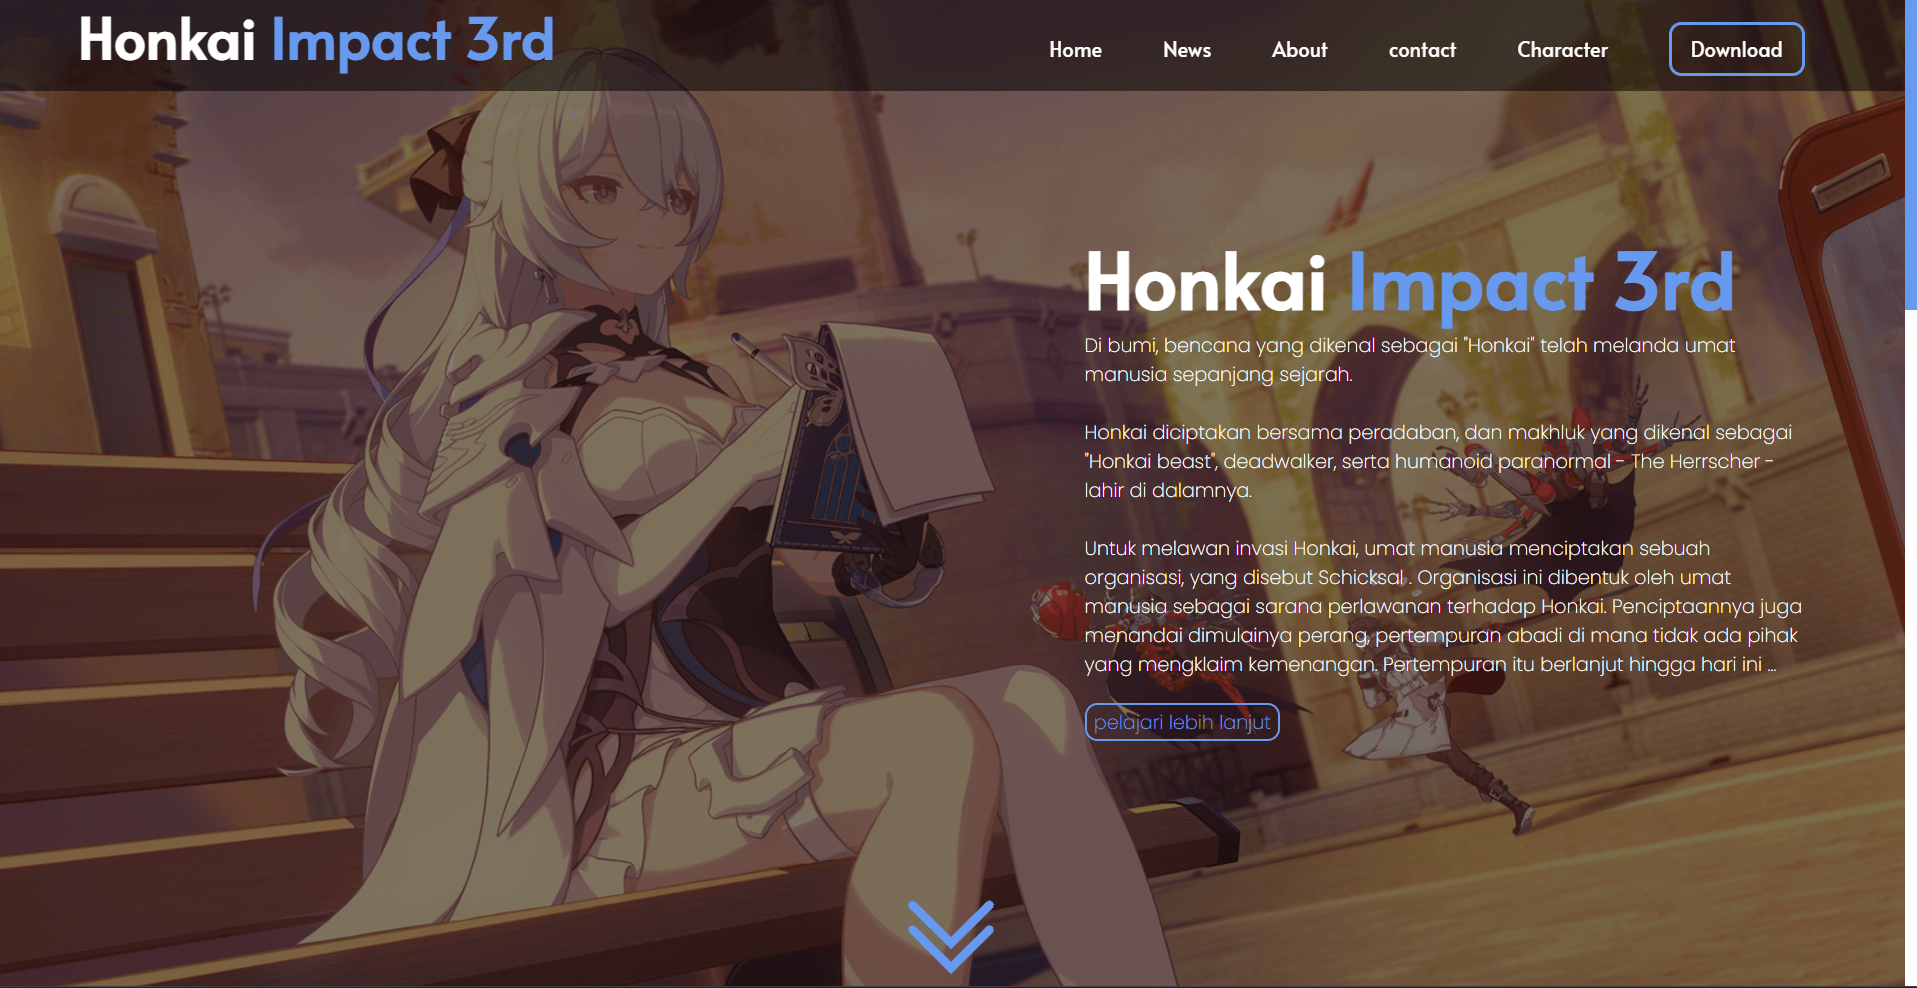 Honkai Impact 3rd
Home News About contact Character Download
Honkai Impact 3rd
Di bumi, bencana yang dikenal sebagai "Honkai" telah melanda umat
manusia sepanjang sejarah.
Honkai diciptakan bersama peradaban, dan makhluk yang dikenal sebagai
"Honkai beast", deadwalker, serta humanoid paranormal - The Herrscher -
lahir di dalamnya.
Untuk melawan invasi Honkai, umat manusia menciptakan sebuah
organisasi, yang disebut Schicksal . Organisasi ini dibentuk oleh umat
manusia sebagai sarana perlawanan terhadap Honkai. Penciptaannya juga
menandai dimulainya perang, pertempuran abadi di mana tidak ada pihak
yang mengklaim kemenangan. Pertempuran itu berlanjut hingga hari ini ...
pelajari lebih lanjut